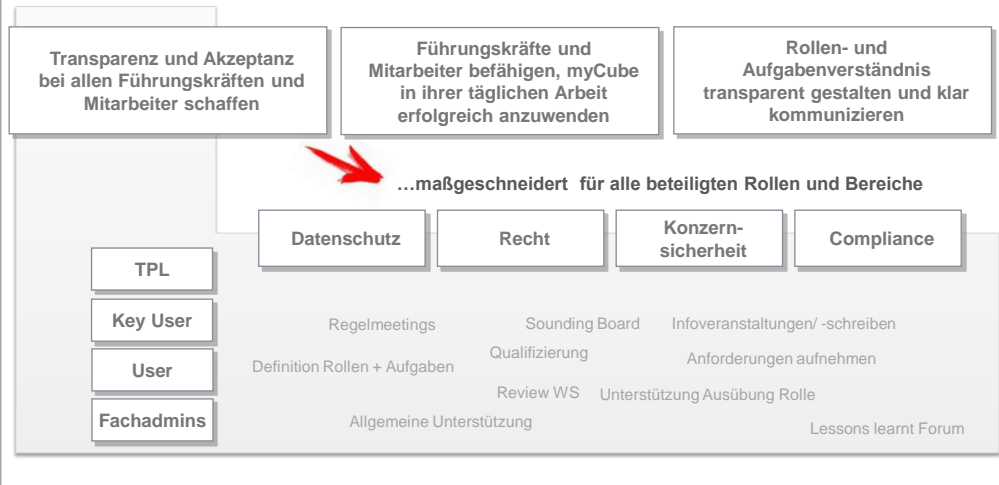 Transparenz und Akzeptanz
bei allen Führungskräften und
Mitarbeiter schaffen
Führungskräfte und
Mitarbeiter befähigen, myCube
in ihrer täglichen Arbeit
erfolgreich anzuwenden
Rollen- und
Aufgabenverständnis
transparent gestalten und klar
kommunizieren
…maßgeschneidert für alle beteiligten Rollen und Bereiche
Datenschutz
Recht
Konzern-
sicherheit
Compliance
TPL
Key User
User
Fachadmins
Regelmeetings
Sounding Board
Infoveranstaltungen/ -schreiben
Definition Rollen + Aufgaben
Qualifizierung
Anforderungen aufnehmen
Review WS
Unterstützung Ausübung Rolle
Allgemeine Unterstützung
Lessons learnt Forum